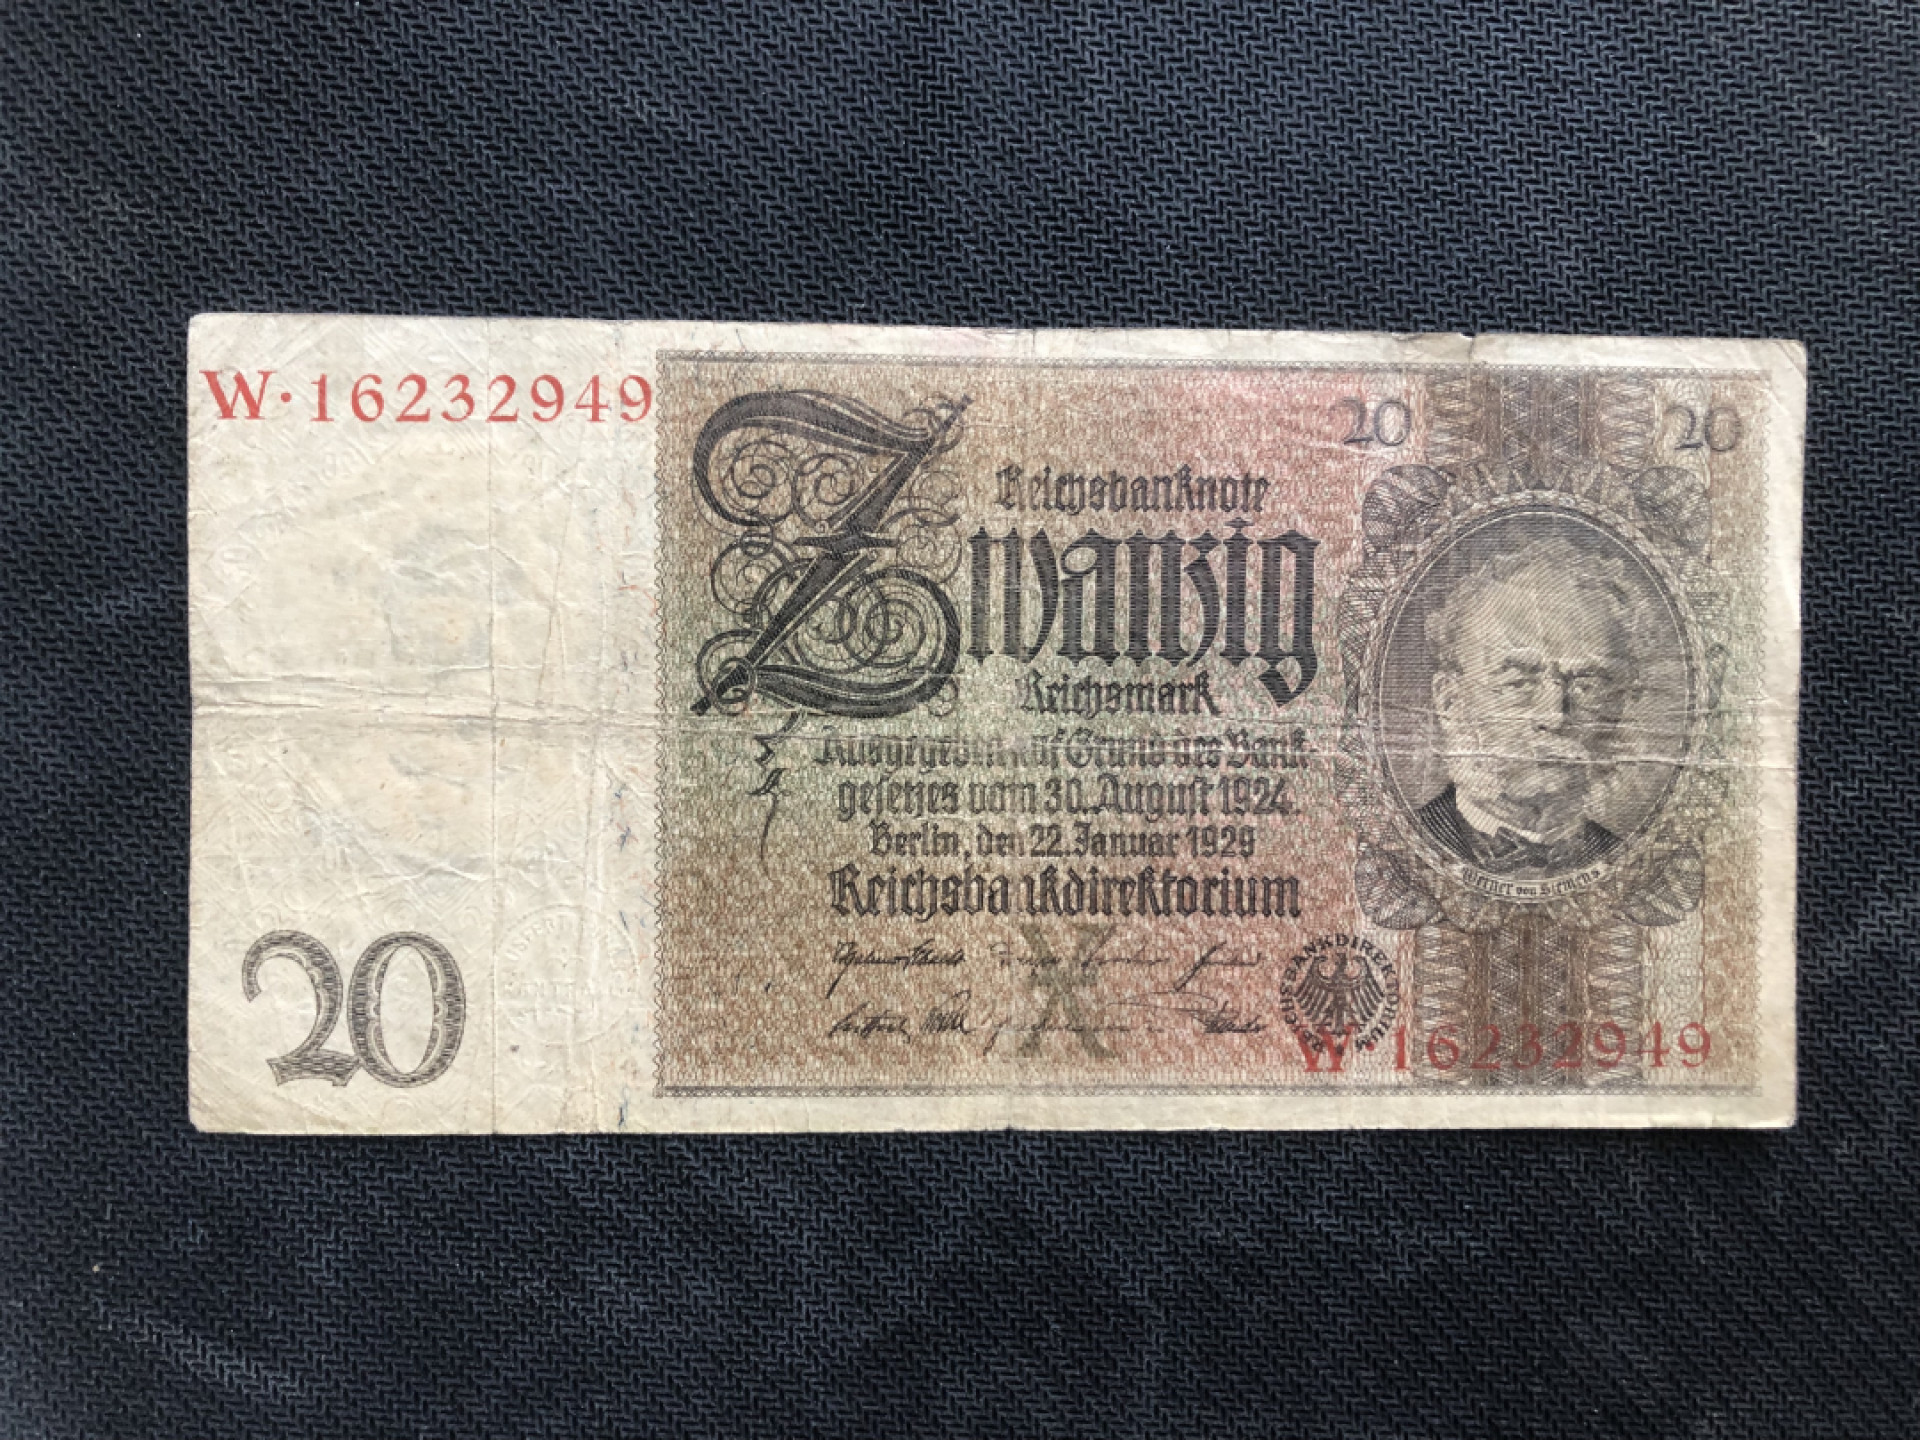 W·16232949
20 20
Reichsbanknote
Zwanzig
Reichsmark
Ausgegeben auf Grund des Bank-
gesetzes vom 30. August 1924.
Berlin, den 22. Januar 1929
Reichsbankdirektorium
Werner von Siemens
REICHSBANKDIREKTORIUM
X
W·16232949
20